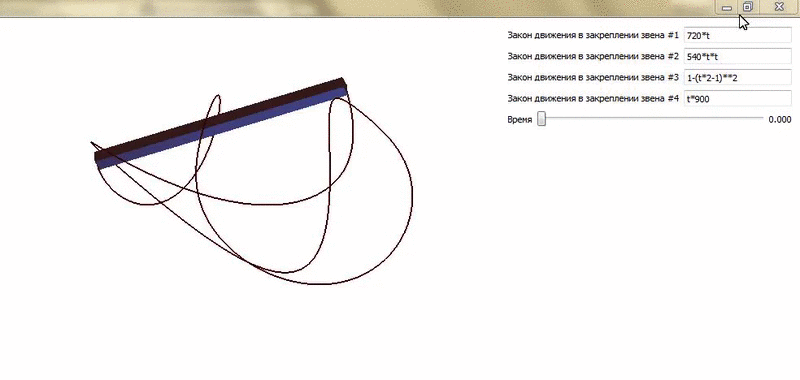 Закон движения в закреплении звена #1 720*t
Закон движения в закреплении звена #2 540*t*t
Закон движения в закреплении звена #3 1-(t*2-1)**2
Закон движения в закреплении звена #4 t*900
Время 0.000